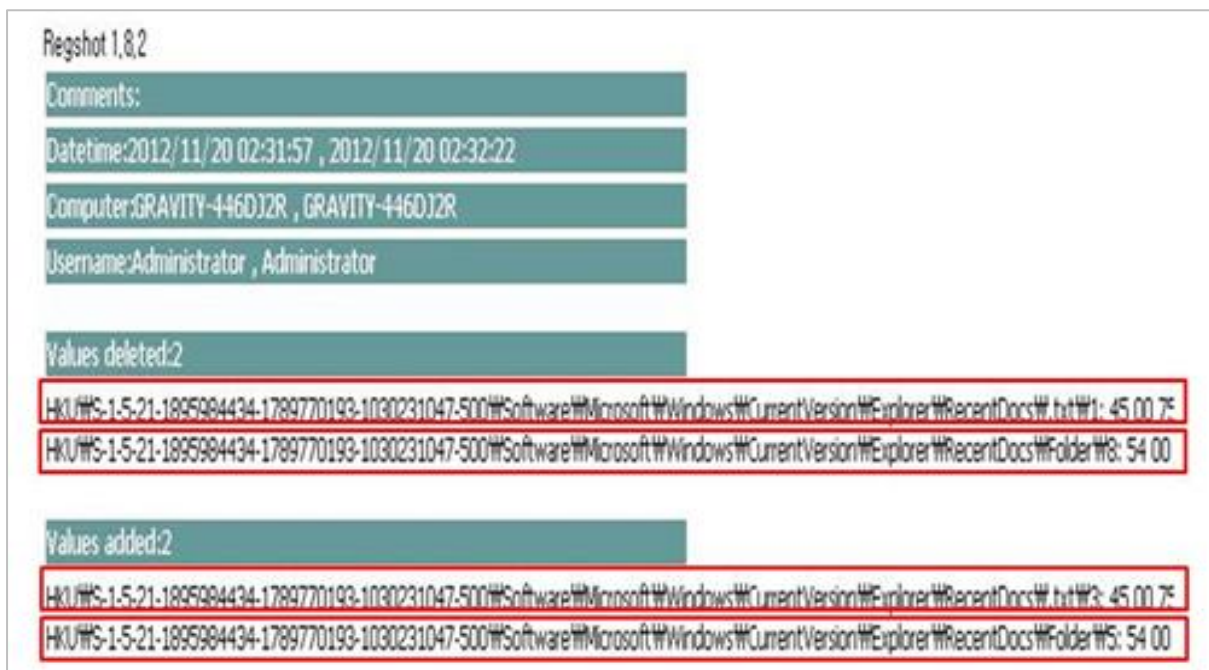 Regshot 1,8,2
Comments:
Datetime:2012/11/20 02:31:57 , 2012/11/20 02:32:22
Computer:GRAVITY-446DJ2R , GRAVITY-446DJ2R
Username:Administrator , Administrator
Values deleted:2
HKU₩S-1-5-21-1895984434-1789770193-1030231047-500₩Software₩Microsoft₩Windows₩CurrentVersion₩Explorer₩RecentDocs₩.txt₩1: 45 00 75
HKU₩S-1-5-21-1895984434-1789770193-1030231047-500₩Software₩Microsoft₩Windows₩CurrentVersion₩Explorer₩RecentDocs₩Folder₩8: 54 00
Values added:2
HKU₩S-1-5-21-1895984434-1789770193-1030231047-500₩Software₩Microsoft₩Windows₩CurrentVersion₩Explorer₩RecentDocs₩.txt₩3: 45 00 75
HKU₩S-1-5-21-1895984434-1789770193-1030231047-500₩Software₩Microsoft₩Windows₩CurrentVersion₩Explorer₩RecentDocs₩Folder₩5: 54 00